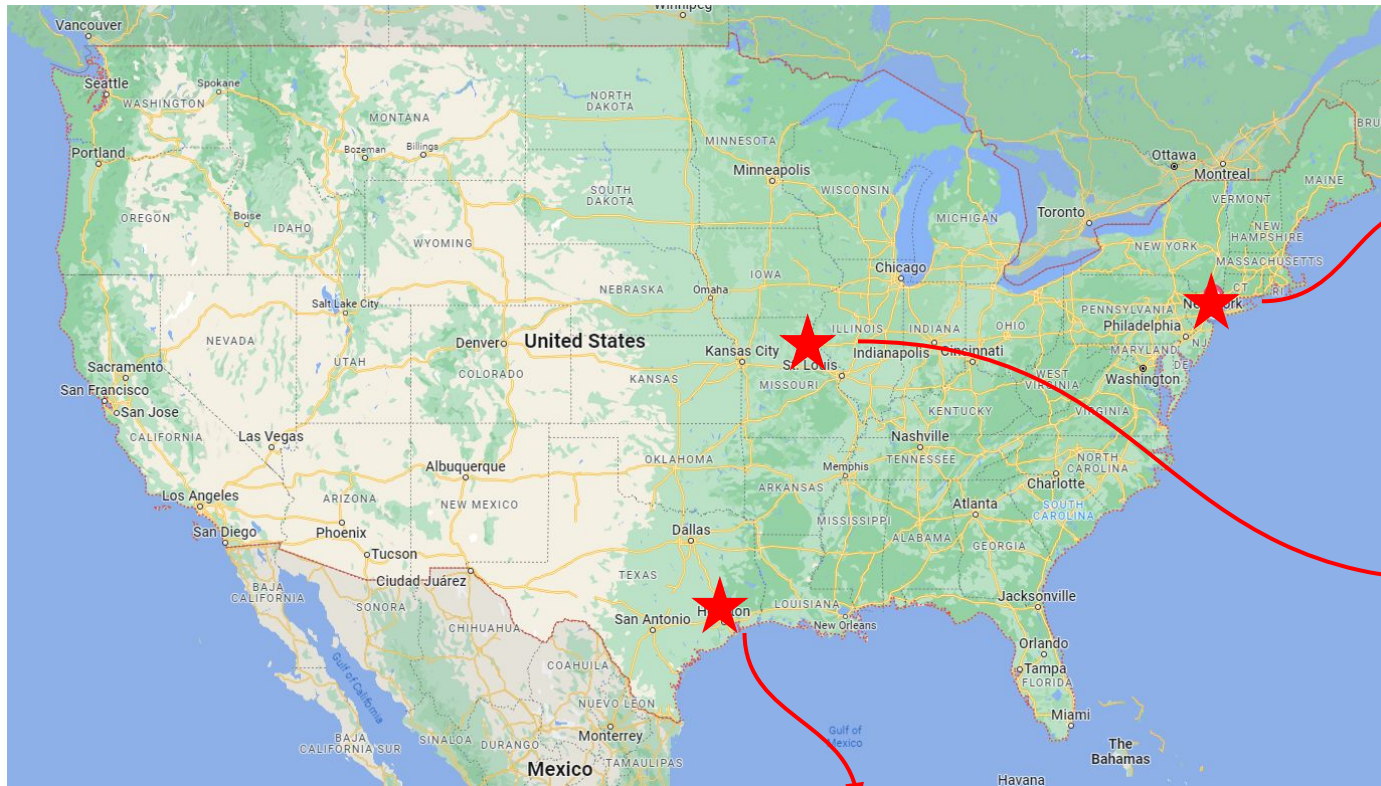 Winnipeg
Vancouver
Seattle
Spokane
WASHINGTON
NORTH
DAKOTA
MONTANA
MINNESOTA
BRU
Portland
Bozeman
Billings
Ottawa
Montreal
Minneapolis
WISCONSIN
MAINE
SOUTH
DAKOTA
VERMONT
OREGON
Boise
IDAHO
MICHIGAN
Toronto
NEW
HAMPSHIRE
WYOMING
NEW YORK
MASSACHUSETTS
Chicago
IOWA
CT
RI
NEBRASKA
Omaha
Salt Lake City
PENNSYLVANIA
Philadelphia
ILLINOIS
INDIANA
OHIO
NEVADA
Denver
United States
Kansas City
Indianapolis
Cincinnati
MARYLAND
NJ
UTAH
Sacramento
COLORADO
KANSAS
St. Louis
MISSOURI
WEST
VIRGINIA
DE
Washington
San Francisco
San Jose
KENTUCKY
VIRGINIA
CALIFORNIA
Las Vegas
Nashville
TENNESSEE
Albuquerque
OKLAHOMA
Memphis
NORTH
CAROLINA
Charlotte
ARKANSAS
Los Angeles
ARIZONA
NEW MEXICO
Atlanta
SOUTH
CAROLINA
San Diego
Phoenix
Dallas
MISSISSIPPI
ALABAMA
GEORGIA
Tucson
Ciudad Juárez
TEXAS
BAJA
CALIFORNIA
SONORA
Jacksonville
LOUISIANA
San Antonio
New Orleans
CHIHUAHUA
Orlando
COAHUILA
Tampa
FLORIDA
Gulf of California
NUEVO LEON
Miami
BAJA
CALIFORNIA SUR
SINALOA
DURANGO
Monterrey
Gulf of
Mexico
The
Bahamas
Mexico
TAMAULIPAS
Havana